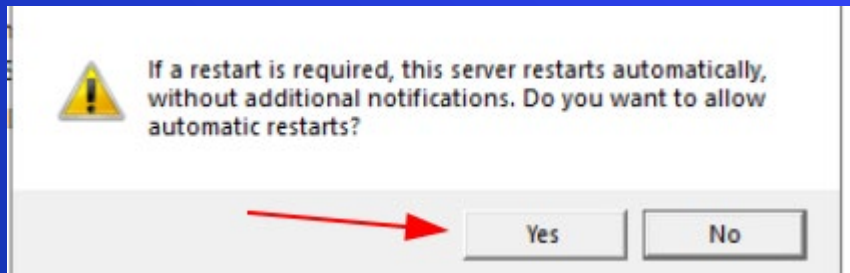 If a restart is required, this server restarts automatically,
without additional notifications. Do you want to allow
automatic restarts?
Yes
No